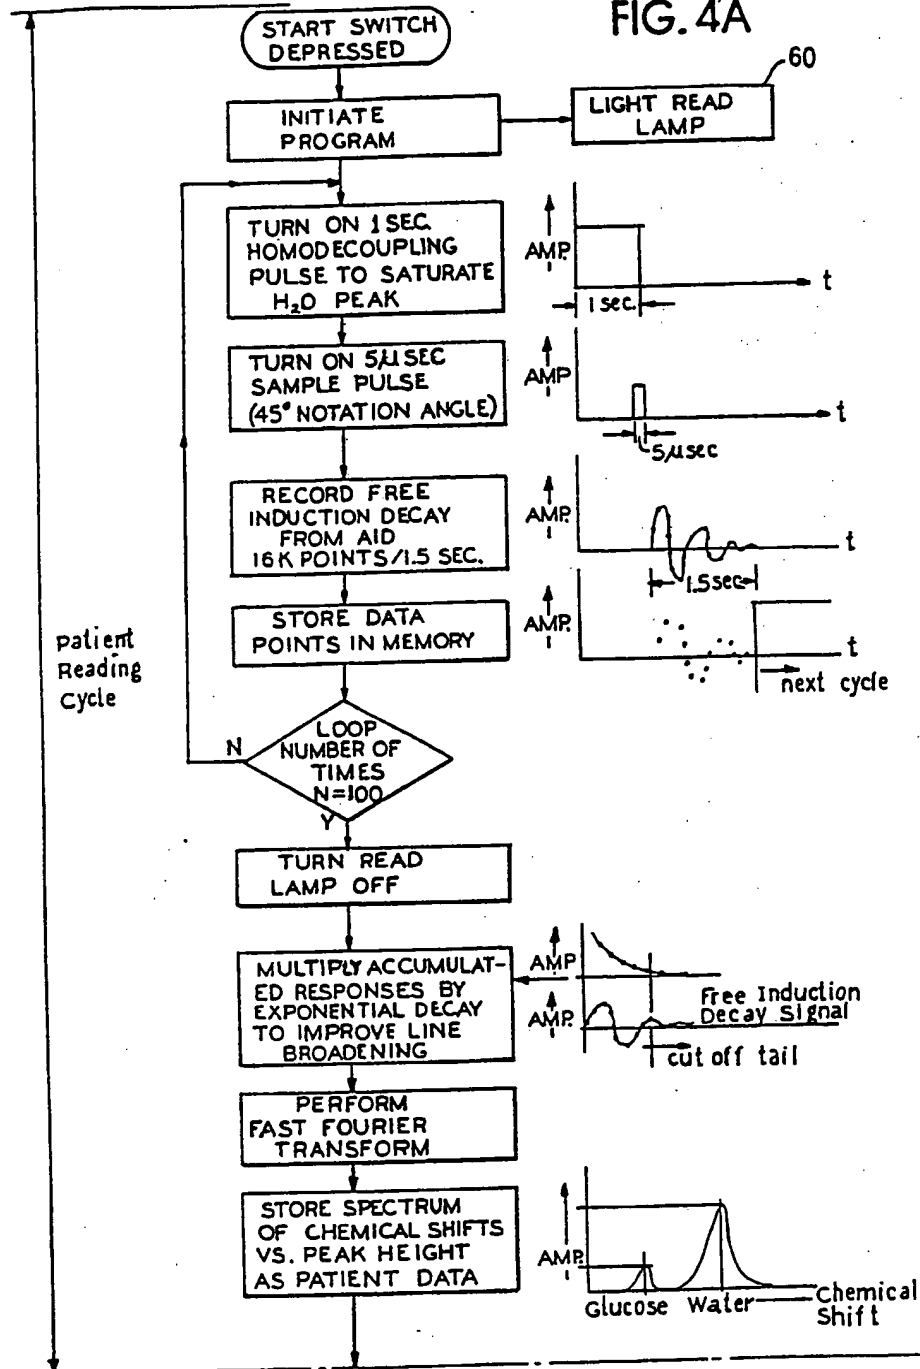 FIG. 4A
START SWITCH
DEPRESSED
INITIATE
PROGRAM
60
LIGHT READ
LAMP
TURN ON 1 SEC.
HOMODECOUPLING
PULSE TO SATURATE
H₂O PEAK
AMP.
t
1 sec.
TURN ON 5µSEC
SAMPLE PULSE
(45° NOTATION ANGLE)
AMP
t
5µsec
RECORD FREE
INDUCTION DECAY
FROM AID
16K POINTS/1.5 SEC.
AMP.
t
1.5sec
STORE DATA
POINTS IN MEMORY
AMP.
t
next cycle
Patient
Reading
Cycle
LOOP
NUMBER OF
TIMES
N=100
N
Y
TURN READ
LAMP OFF
MULTIPLY ACCUMULAT-
ED RESPONSES BY
EXPONENTIAL DECAY
TO IMPROVE LINE
BROADENING
AMP
AMP.
Free Induction
Decay Signal
cut off tail
PERFORM
FAST FOURIER
TRANSFORM
STORE SPECTRUM
OF CHEMICAL SHIFTS
VS. PEAK HEIGHT
AS PATIENT DATA
AMP.
Glucose Water
Chemical
Shift